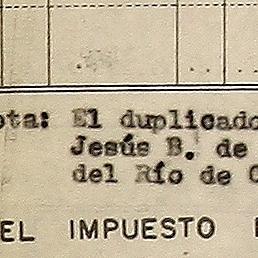 ota: El duplicado
Jesús B. de
del Río de
EL IMPUESTO